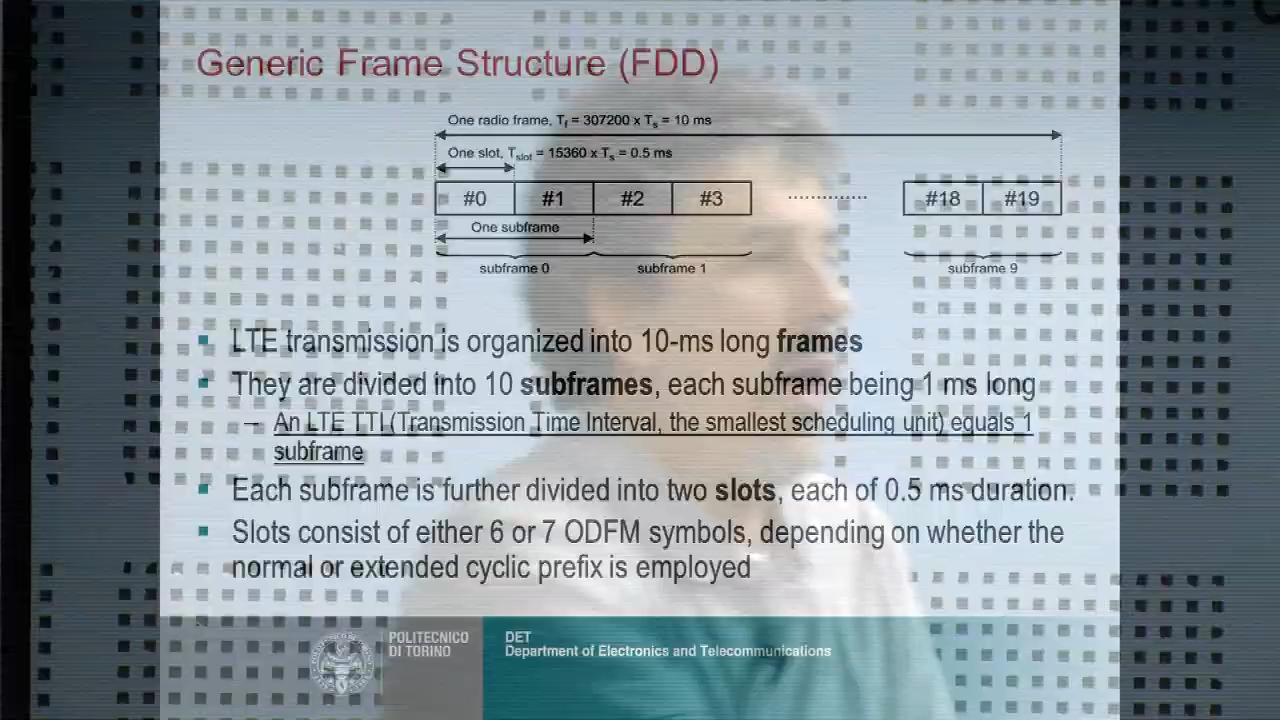 Generic Frame Structure (FDD)
One radio frame, Tf = 307200 x Ts = 10 ms
One slot, Tslot = 15360 x Ts = 0.5 ms
#0 #1 #2 #3 ................ #18 #19
One subframe
subframe 0 subframe 1 subframe 9
LTE transmission is organized into 10-ms long frames
They are divided into 10 subframes, each subframe being 1 ms long
– An LTE TTI (Transmission Time Interval, the smallest scheduling unit) equals 1
subframe
Each subframe is further divided into two slots, each of 0.5 ms duration.
Slots consist of either 6 or 7 ODFM symbols, depending on whether the
normal or extended cyclic prefix is employed
POLITECNICO
DI TORINO
DET
Department of Electronics and Telecommunications